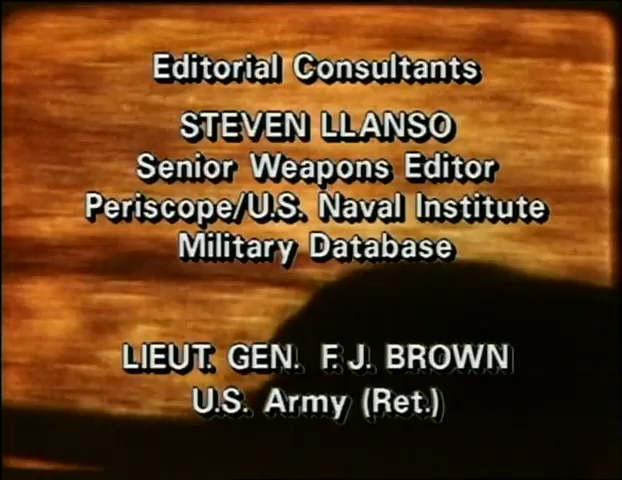 Editorial Consultants
STEVEN LLANSO
Senior Weapons Editor
Periscope/U.S. Naval Institute
Military Database
LIEUT. GEN. F.J. BROWN
U.S. Army (Ret.)